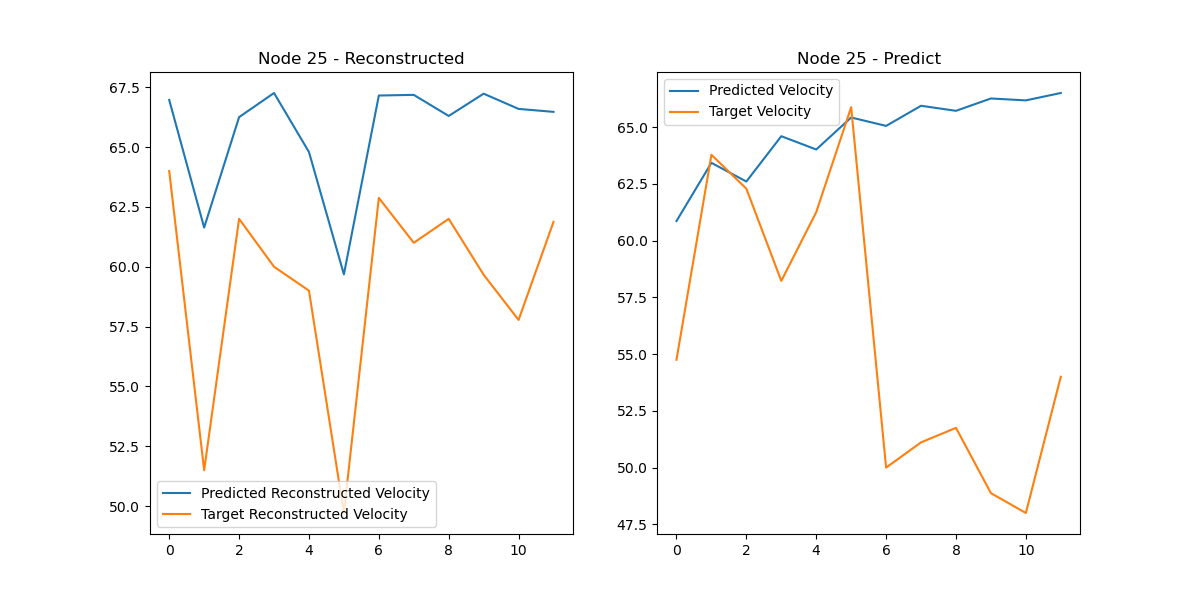 Node 25 - Reconstructed
67.5
65.0
62.5
60.0
57.5
55.0
52.5
50.0
0 2 4 6 8 10
Predicted Reconstructed Velocity
Target Reconstructed Velocity
Node 25 - Predict
Predicted Velocity
Target Velocity
65.0
62.5
60.0
57.5
55.0
52.5
50.0
47.5
0 2 4 6 8 10